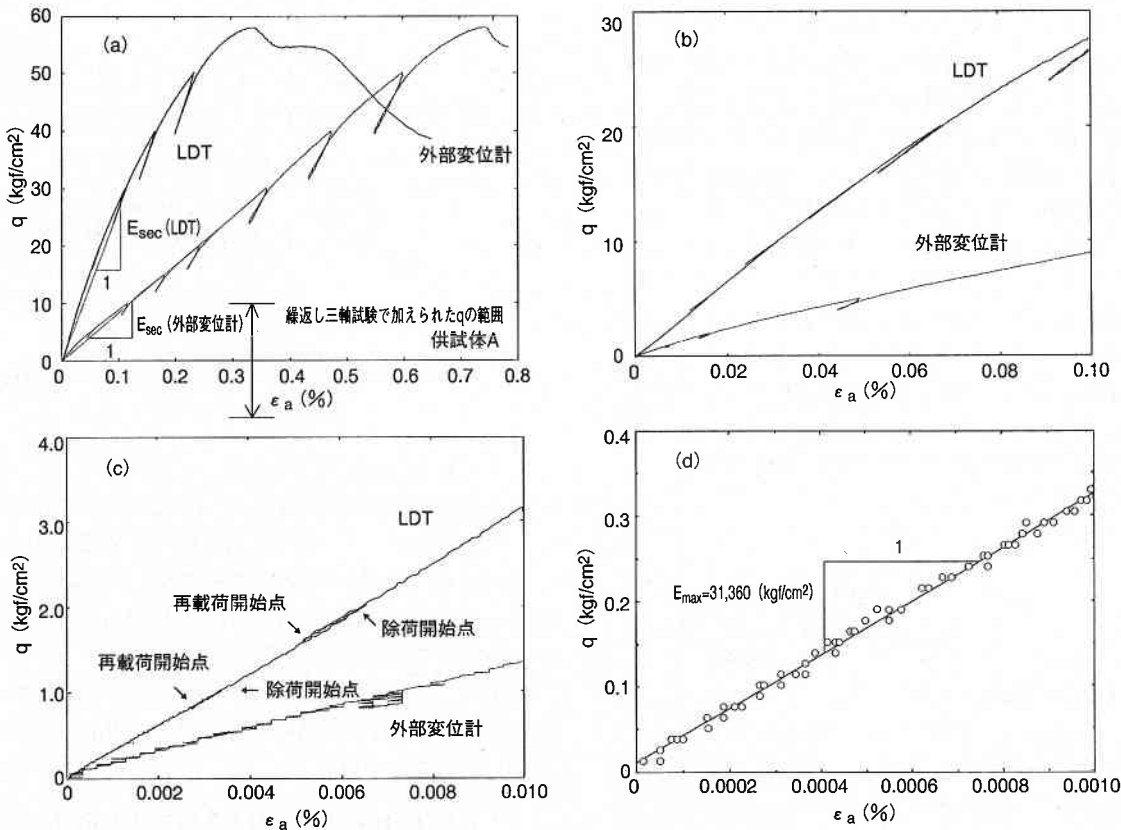 (a)
q (kgf/cm2)
60
50
40
30
20
10
0
LDT
外部変位計
Esec(LDT)
1
Esec(外部変位計)
1
繰返し三軸試験で加えられたqの範囲
供試体A
0 0.1 0.2 0.3 0.4 0.5 0.6 0.7 0.8
εa(%)
(b)
q (kgf/cm2)
30
20
10
0
LDT
外部変位計
0 0.02 0.04 0.06 0.08 0.10
εa(%)
(c)
q (kgf/cm2)
4.0
3.0
2.0
1.0
0
LDT
再載荷開始点
除荷開始点
再載荷開始点
除荷開始点
外部変位計
0 0.002 0.004 0.006 0.008 0.010
εa(%)
(d)
q (kgf/cm2)
0.4
0.3
0.2
0.1
0
1
Emax=31,360 (kgf/cm2)
0 0.0002 0.0004 0.0006 0.0008 0.0010
εa(%)